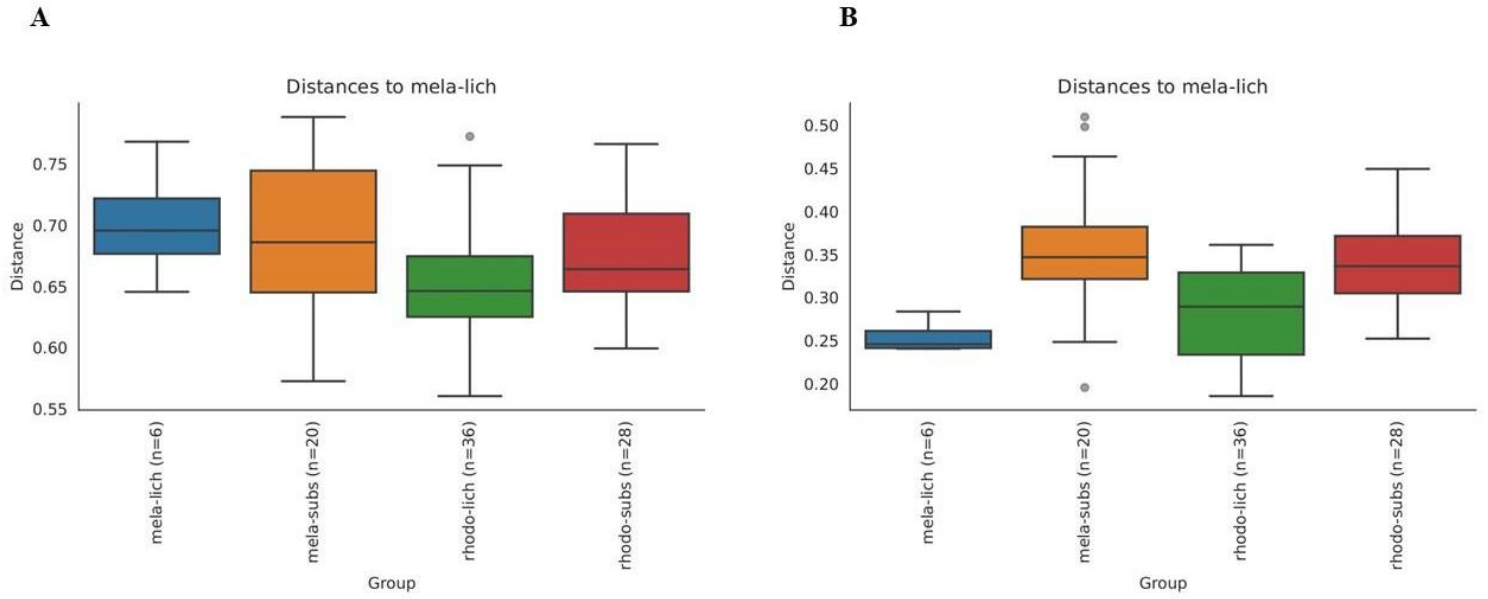 A
Distances to mela-lich
Distance
0.75
0.70
0.65
0.60
0.55
mela-lich (n=6)
mela-subs (n=20)
rhodo-lich (n=36)
rhodo-subs (n=28)
Group
B
Distances to mela-lich
Distance
0.50
0.45
0.40
0.35
0.30
0.25
0.20
mela-lich (n=6)
mela-subs (n=20)
rhodo-lich (n=36)
rhodo-subs (n=28)
Group